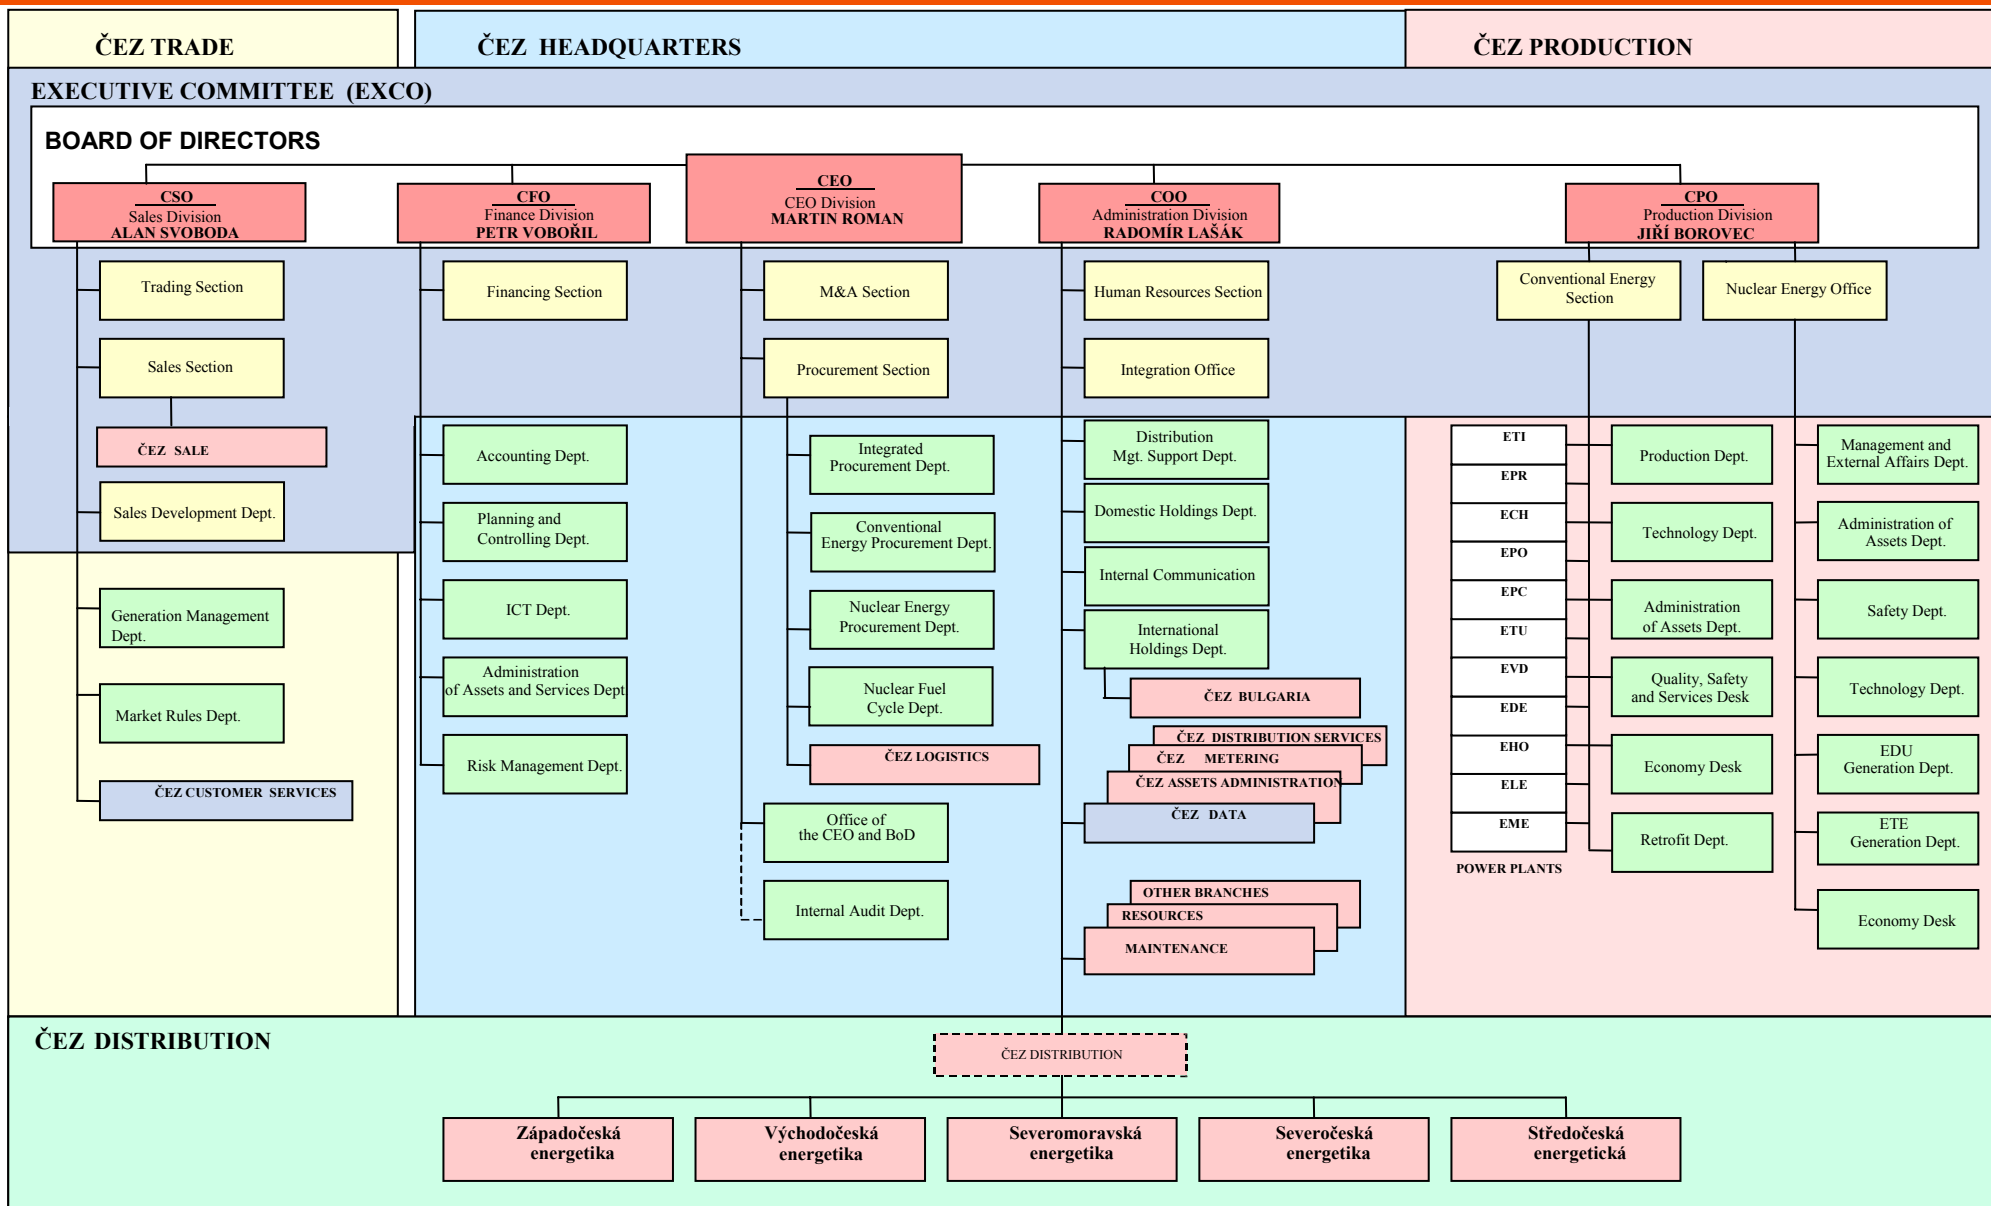 ČEZ TRADE
ČEZ HEADQUARTERS
ČEZ PRODUCTION
EXECUTIVE COMMITTEE (EXCO)
BOARD OF DIRECTORS
CSO
Sales Division
ALAN SVOBODA
CFO
Finance Division
PETR VOBOŘIL
CEO
CEO Division
MARTIN ROMAN
COO
Administration Division
RADOMÍR LAŠÁK
CPO
Production Division
JIŘÍ BOROVEC
Trading Section
Financing Section
M&A Section
Human Resources Section
Conventional Energy
Section
Nuclear Energy Office
Sales Section
Procurement Section
Integration Office
ČEZ SALE
Sales Development Dept.
Generation Management
Dept.
Market Rules Dept.
ČEZ CUSTOMER SERVICES
Accounting Dept.
Planning and
Controlling Dept.
ICT Dept.
Administration
of Assets and Services Dept
Risk Management Dept.
Integrated
Procurement Dept.
Conventional
Energy Procurement Dept.
Nuclear Energy
Procurement Dept.
Nuclear Fuel
Cycle Dept.
ČEZ LOGISTICS
Office of
the CEO and BoD
Internal Audit Dept.
Distribution
Mgt. Support Dept.
Domestic Holdings Dept.
Internal Communication
International
Holdings Dept.
ČEZ BULGARIA
ČEZ DISTRIBUTION SERVICES
ČEZ METERING
ČEZ ASSETS ADMINISTRATION
ČEZ DATA
OTHER BRANCHES
RESOURCES
MAINTENANCE
ETI
EPR
ECH
EPO
EPC
ETU
EVD
EDE
EHO
ELE
EME
POWER PLANTS
Production Dept.
Technology Dept.
Administration
of Assets Dept.
Quality, Safety
and Services Desk
Economy Desk
Retrofit Dept.
Management and
External Affairs Dept.
Administration of
Assets Dept.
Safety Dept.
Technology Dept.
EDU
Generation Dept.
ETE
Generation Dept.
Economy Desk
ČEZ DISTRIBUTION
ČEZ DISTRIBUTION
Západočeská
energetika
Východočeská
energetika
Severomoravská
energetika
Severočeská
energetika
Středočeská
energetická